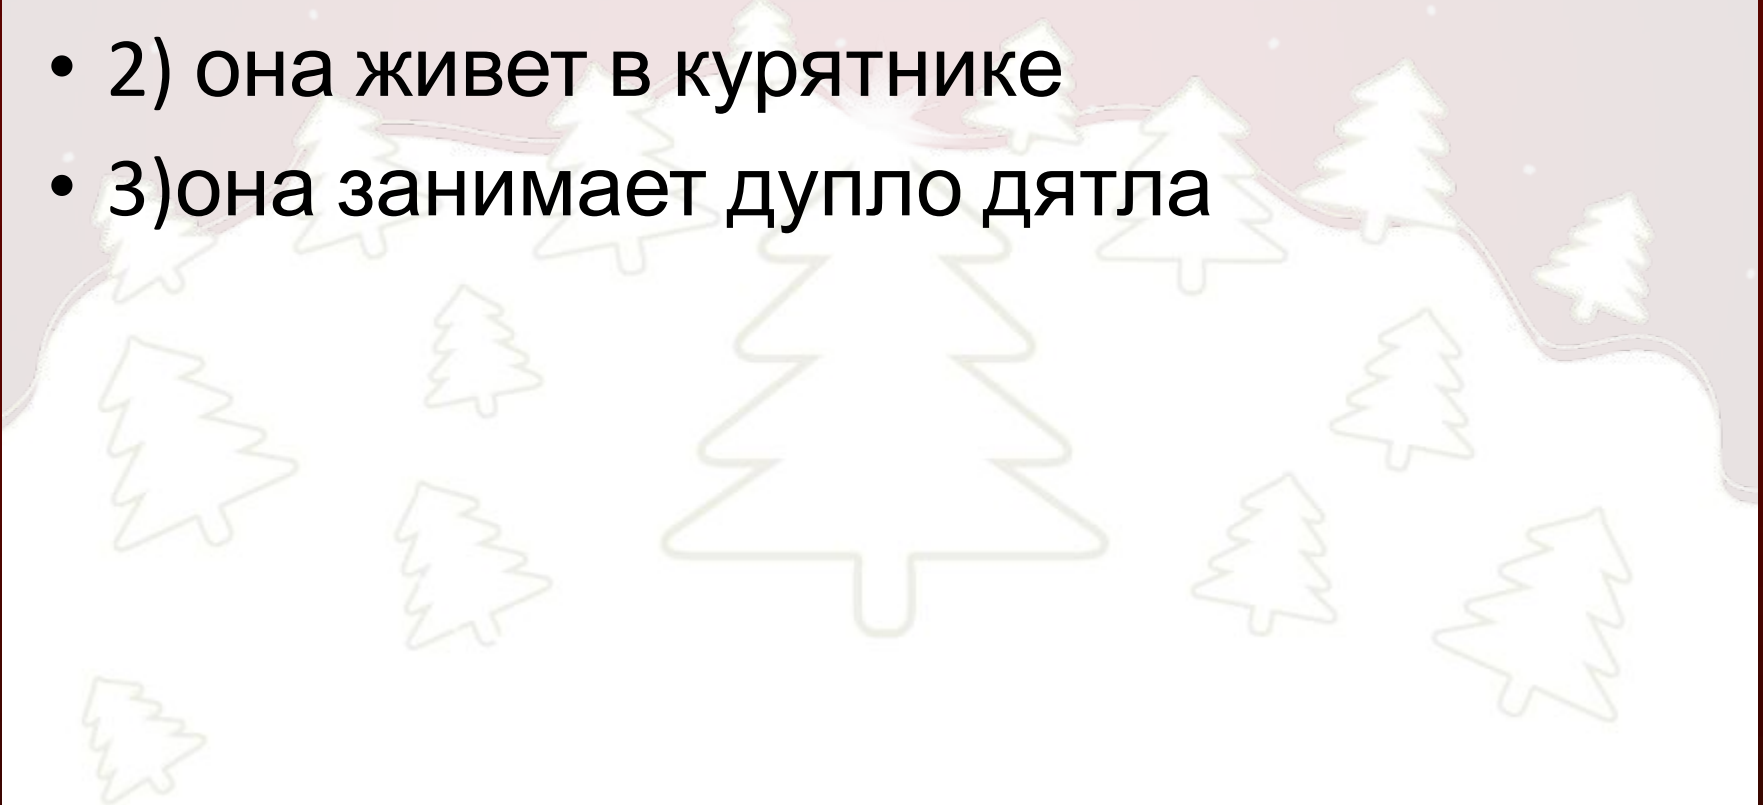 • 2) она живет в курятнике
• 3)она занимает дупло дятла